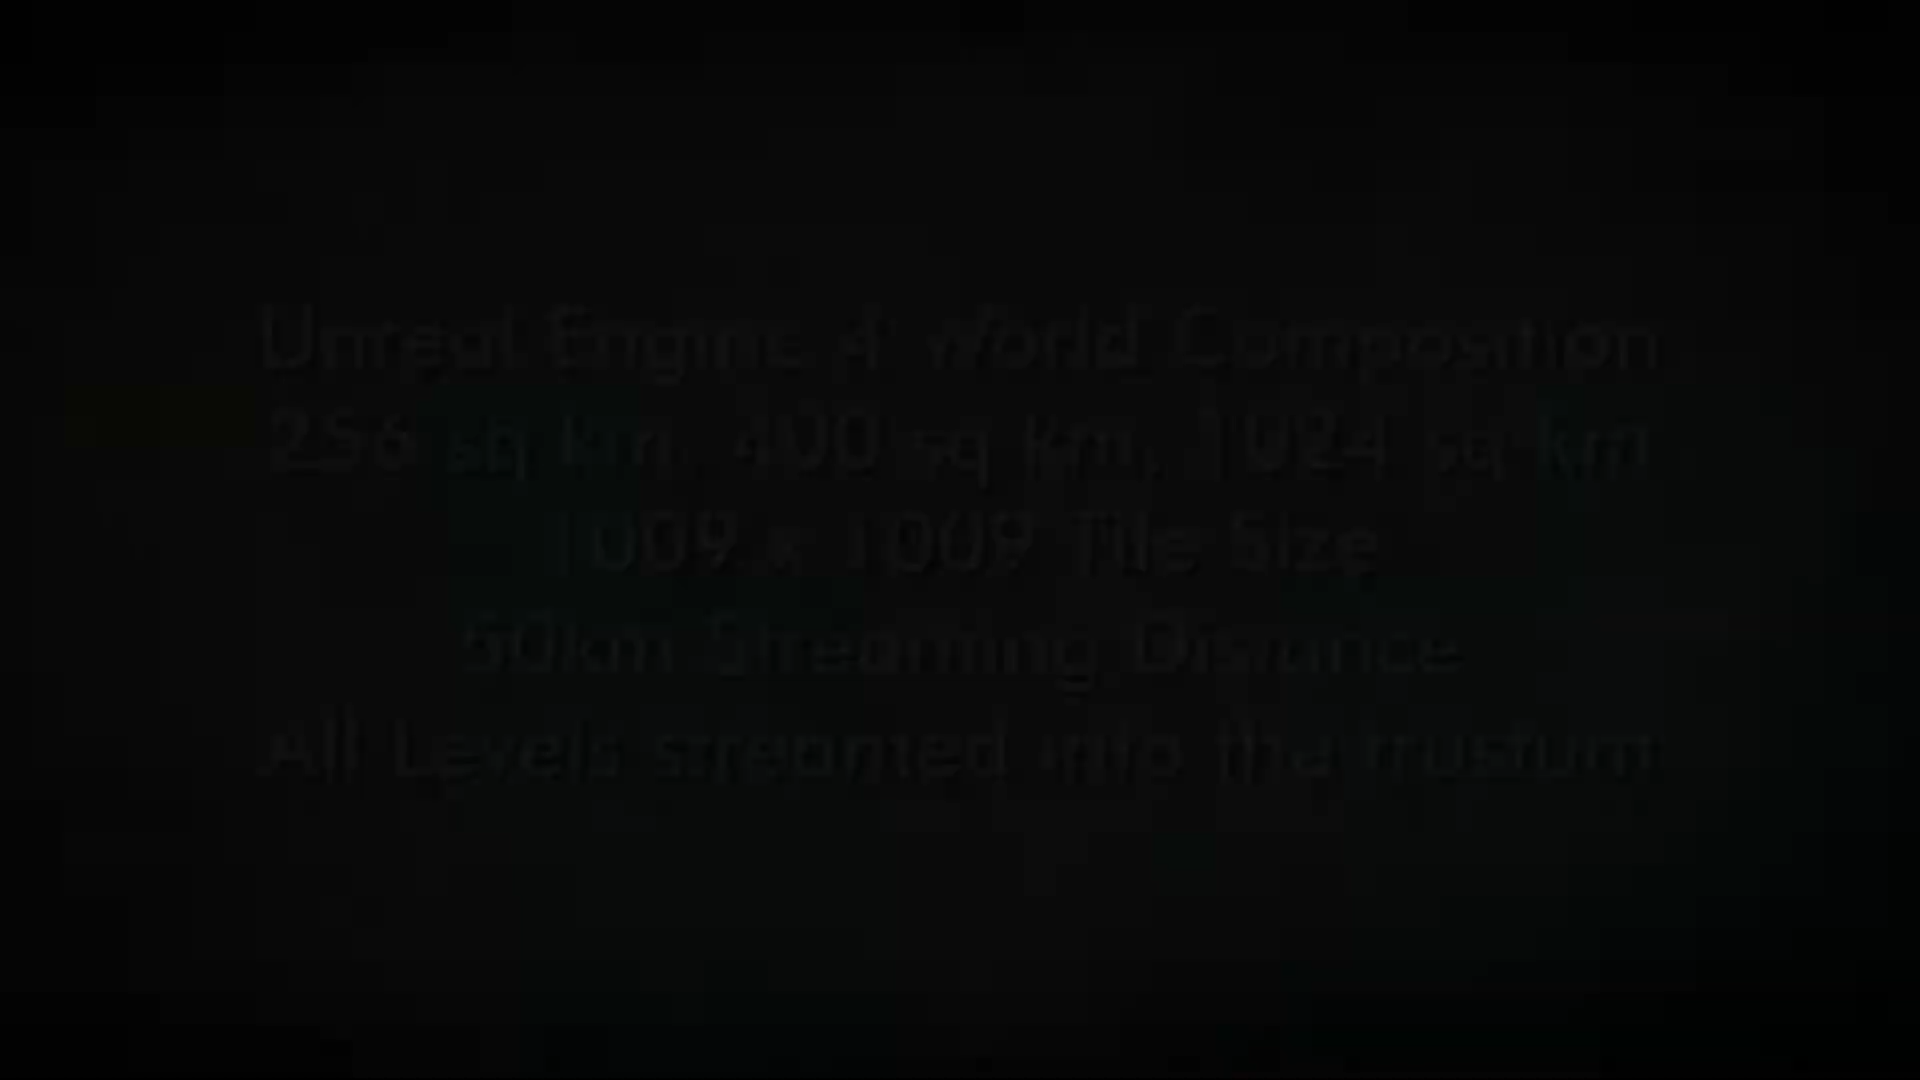 Unreal Engine 4 World Composition
256 sq km, 400 sq km, 1024 sq km
1009 x 1009 Tile Size
50km Streaming Distance
All Levels streamed into the frustum